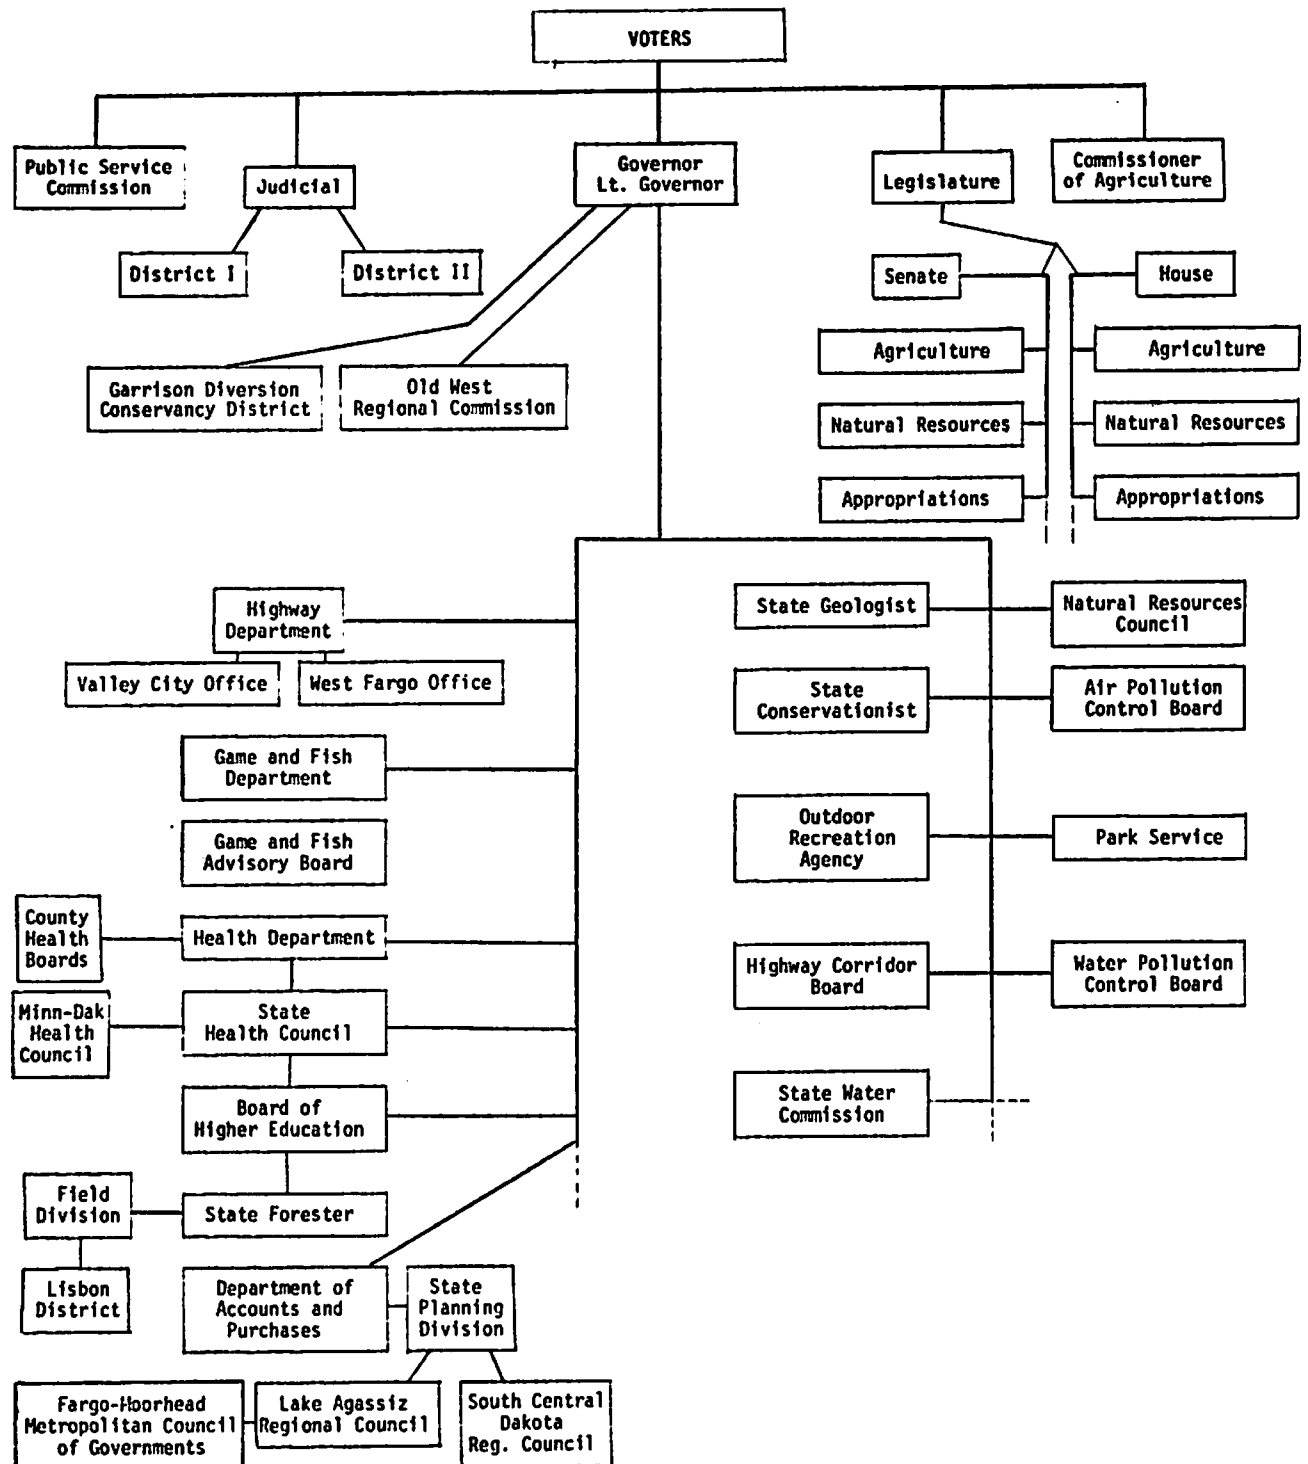 VOTERS
Public Service
Commission
Judicial
Governor
Lt. Governor
Legislature
Commissioner
of Agriculture
District I
District II
Senate
House
Garrison Diversion
Conservancy District
Old West
Regional Commission
Agriculture
Agriculture
Natural Resources
Natural Resources
Appropriations
Appropriations
Highway
Department
Valley City Office
West Fargo Office
State Geologist
Natural Resources
Council
State
Conservationist
Air Pollution
Control Board
Game and Fish
Department
Game and Fish
Advisory Board
Outdoor
Recreation
Agency
Park Service
County
Health
Boards
Health Department
Highway Corridor
Board
Water Pollution
Control Board
Minn-Dak
Health
Council
State
Health Council
Board of
Higher Education
State Water
Commission
Field
Division
State Forester
Lisbon
District
Department of
Accounts and
Purchases
State
Planning
Division
Fargo-Hoorhead
Metropolitan Council
of Governments
Lake Agassiz
Regional Council
South Central
Dakota
Reg. Council